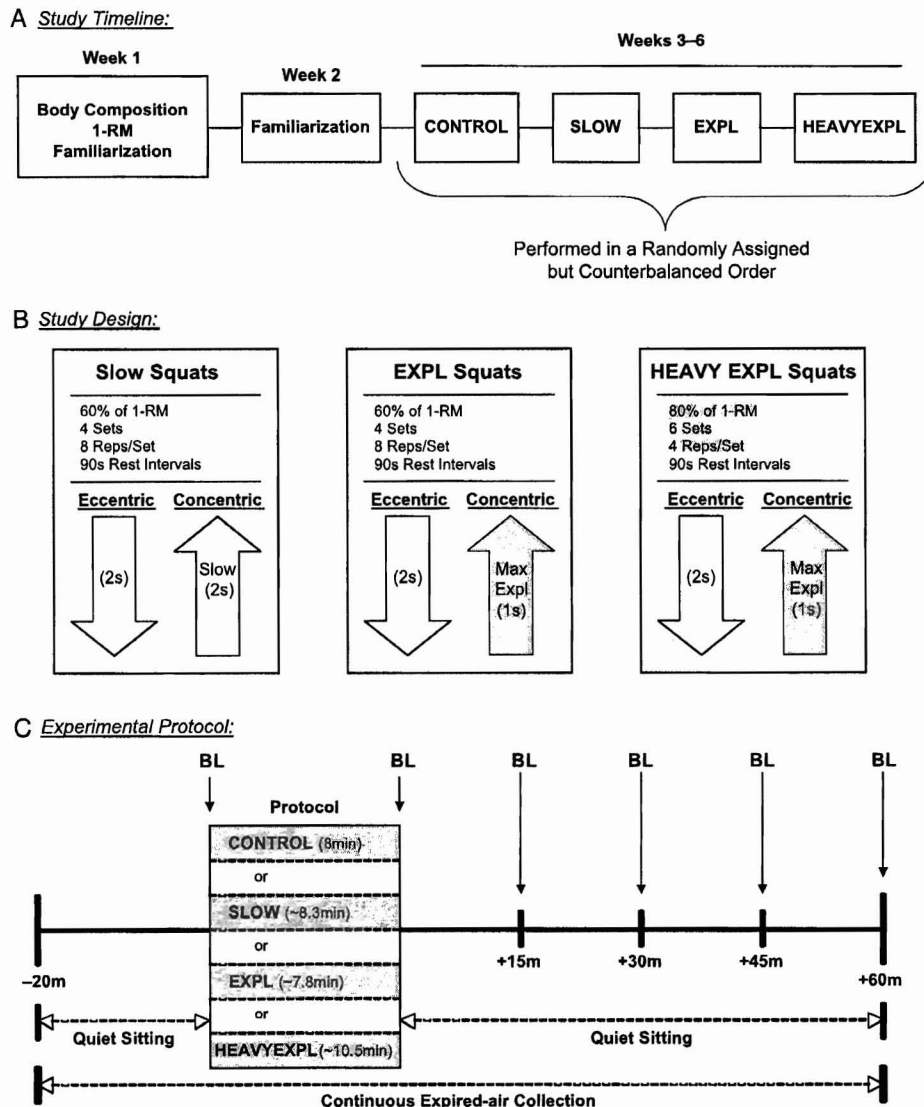 A Study Timeline:
Weeks 3–6
Week 1
Week 2
Body Composition
1-RM
Familiarization
Familiarization
CONTROL
SLOW
EXPL
HEAVYEXPL
Performed in a Randomly Assigned
but Counterbalanced Order
B Study Design:
Slow Squats
60% of 1-RM
4 Sets
8 Reps/Set
90s Rest Intervals
Eccentric Concentric
(2s)
Slow
(2s)
EXPL Squats
60% of 1-RM
4 Sets
8 Reps/Set
90s Rest Intervals
Eccentric Concentric
(2s)
Max
Expl
(1s)
HEAVY EXPL Squats
80% of 1-RM
6 Sets
4 Reps/Set
90s Rest Intervals
Eccentric Concentric
(2s)
Max
Expl
(1s)
C Experimental Protocol:
BL BL BL BL BL BL
Protocol
CONTROL (8min)
or
SLOW (~8.3min)
or
EXPL (~7.8min)
or
HEAVYEXPL (~10.5min)
–20m
+15m +30m +45m +60m
Quiet Sitting Quiet Sitting
Continuous Expired-air Collection